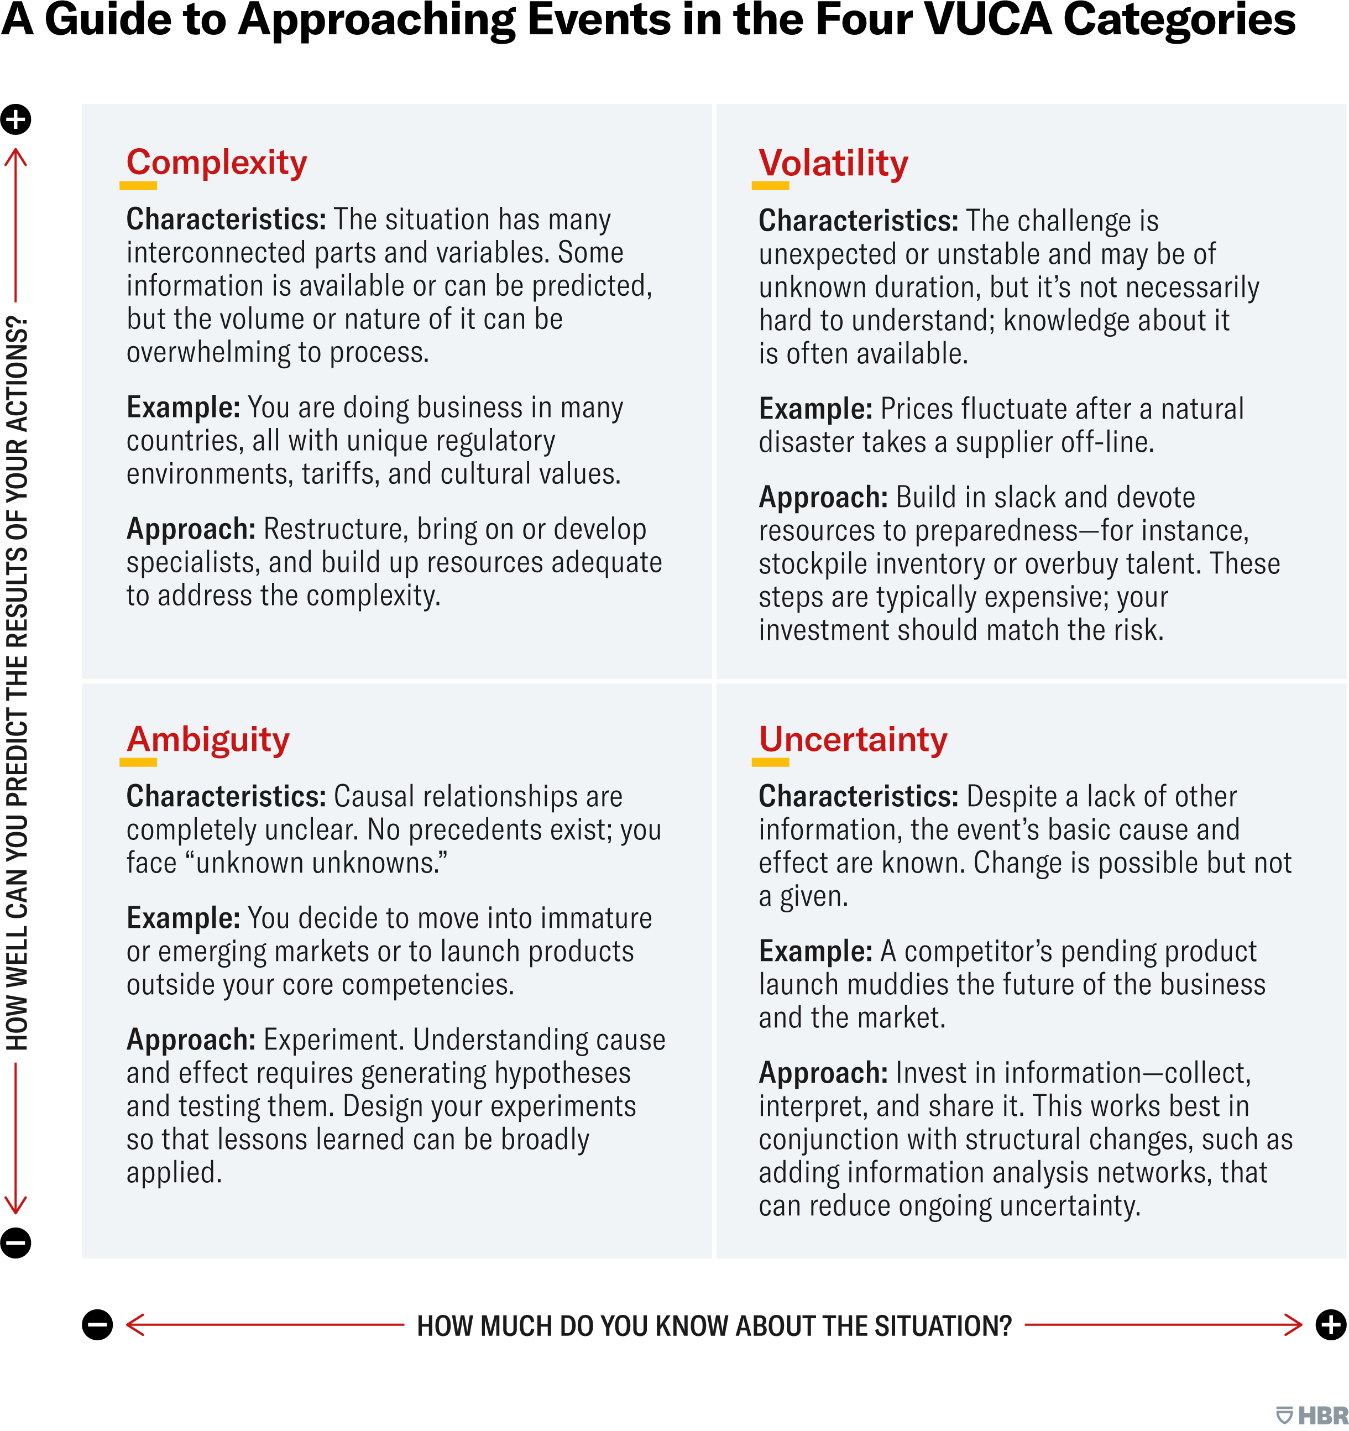 A Guide to Approaching Events in the Four VUCA Categories
HOW WELL CAN YOU PREDICT THE RESULTS OF YOUR ACTIONS?
Complexity
Characteristics: The situation has many
interconnected parts and variables. Some
information is available or can be predicted,
but the volume or nature of it can be
overwhelming to process.
Example: You are doing business in many
countries, all with unique regulatory
environments, tariffs, and cultural values.
Approach: Restructure, bring on or develop
specialists, and build up resources adequate
to address the complexity.
Volatility
Characteristics: The challenge is
unexpected or unstable and may be of
unknown duration, but it’s not necessarily
hard to understand; knowledge about it
is often available.
Example: Prices fluctuate after a natural
disaster takes a supplier off-line.
Approach: Build in slack and devote
resources to preparedness—for instance,
stockpile inventory or overbuy talent. These
steps are typically expensive; your
investment should match the risk.
Ambiguity
Characteristics: Causal relationships are
completely unclear. No precedents exist; you
face “unknown unknowns.”
Example: You decide to move into immature
or emerging markets or to launch products
outside your core competencies.
Approach: Experiment. Understanding cause
and effect requires generating hypotheses
and testing them. Design your experiments
so that lessons learned can be broadly
applied.
Uncertainty
Characteristics: Despite a lack of other
information, the event’s basic cause and
effect are known. Change is possible but not
a given.
Example: A competitor’s pending product
launch muddies the future of the business
and the market.
Approach: Invest in information—collect,
interpret, and share it. This works best in
conjunction with structural changes, such as
adding information analysis networks, that
can reduce ongoing uncertainty.
HOW MUCH DO YOU KNOW ABOUT THE SITUATION?
HBR